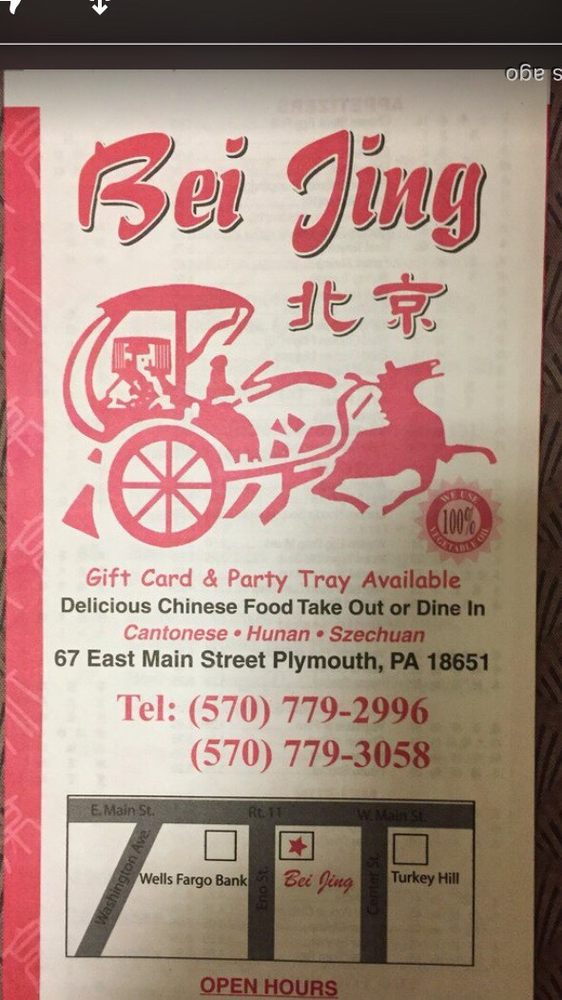 s ago
Bei Jing
北京
WE USE
100%
VEGETABLE OIL
Gift Card & Party Tray Available
Delicious Chinese Food Take Out or Dine In
Cantonese • Hunan • Szechuan
67 East Main Street Plymouth, PA 18651
Tel: (570) 779-2996
(570) 779-3058
E. Main St.
Rt. 11
W. Main St.
Washington Ave.
Wells Fargo Bank
Eno St.
Bei Jing
Center St.
Turkey Hill
OPEN HOURS